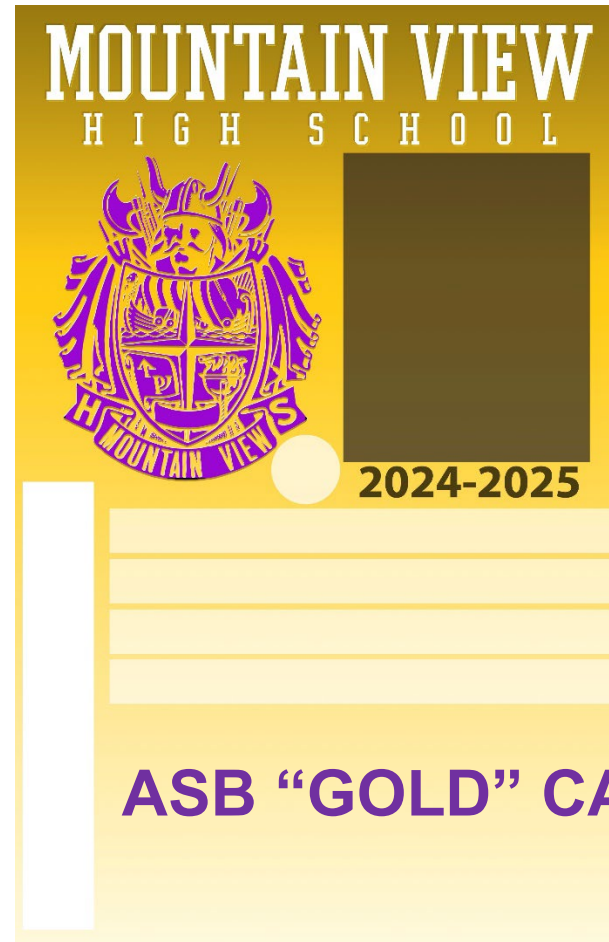 MOUNTAIN VIEW
HIGH SCHOOL
H S
MOUNTAIN VIEW
2024-2025
ASB “GOLD” CA